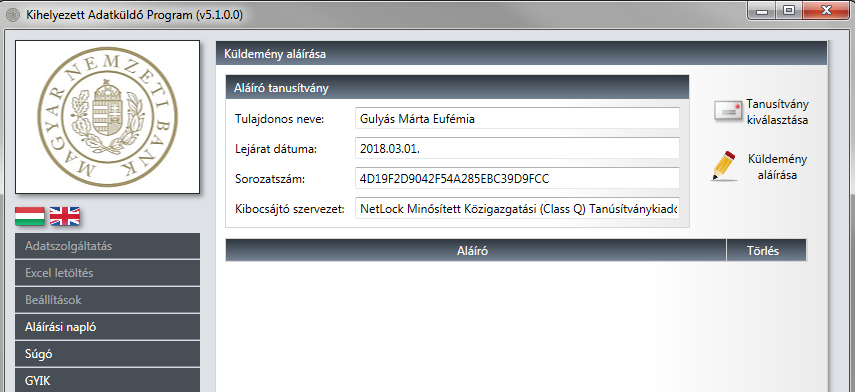 Kihelyezett Adatküldő Program (v5.1.0.0)
MAGYAR NEMZETI BANK
Küldemény aláírása
Aláíró tanusítvány
Tulajdonos neve: Gulyás Márta Eufémia
Lejárat dátuma: 2018.03.01.
Sorozatszám: 4D19F2D9042F54A285EBC39D9FCC
Kibocsájtó szervezet: NetLock Minősített Közigazgatási (Class Q) Tanúsítványkiadó
Tanusítvány
kiválasztása
Küldemény
aláírása
Aláíró Törlés
Adatszolgáltatás
Excel letöltés
Beállítások
Aláírási napló
Súgó
GYIK